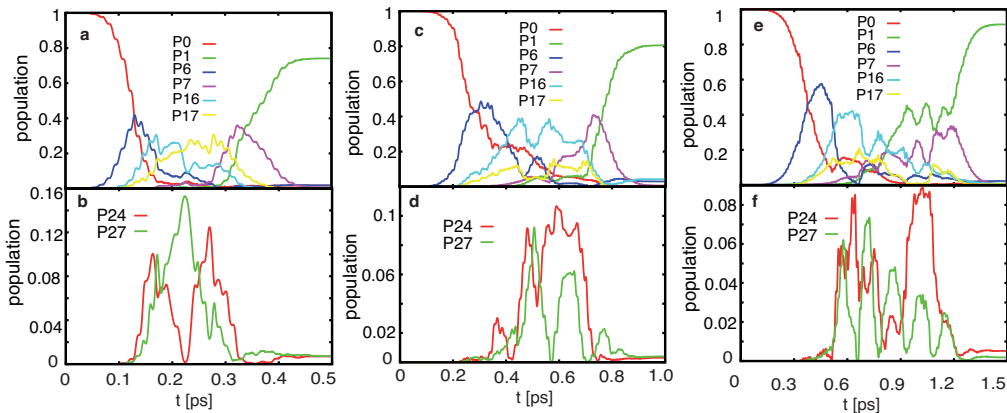 a
P0
P1
P6
P7
P16
P17
population
1
0.8
0.6
0.4
0.2
b
P24
P27
population
0.16
0.12
0.08
0.04
0
0 0.1 0.2 0.3 0.4 0.5
t [ps]
c
P0
P1
P6
P7
P16
P17
population
1
0.8
0.6
0.4
0.2
d
P24
P27
population
0.1
0.06
0.02
0
0 0.2 0.4 0.6 0.8 1.0
t [ps]
e
P0
P1
P6
P7
P16
P17
population
1
0.8
0.6
0.4
0.2
0
f
P24
P27
population
0.08
0.04
0
0 0.3 0.6 0.9 1.2 1.5
t [ps]